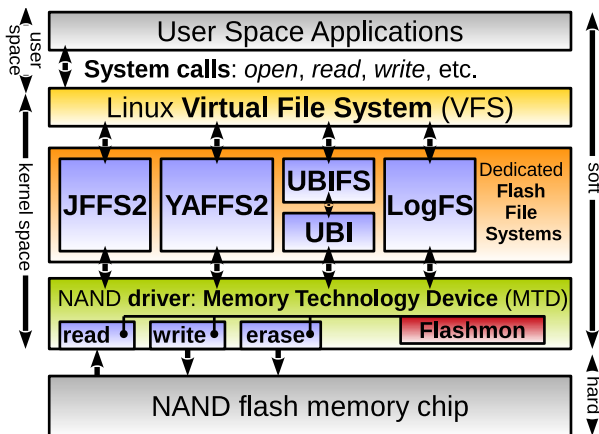 User Space Applications
user
space
System calls: open, read, write, etc.
Linux Virtual File System (VFS)
kernel space
soft
JFFS2
YAFFS2
UBIFS
UBI
LogFS
Dedicated
Flash
File
Systems
NAND driver: Memory Technology Device (MTD)
read
write
erase
Flashmon
NAND flash memory chip
hard